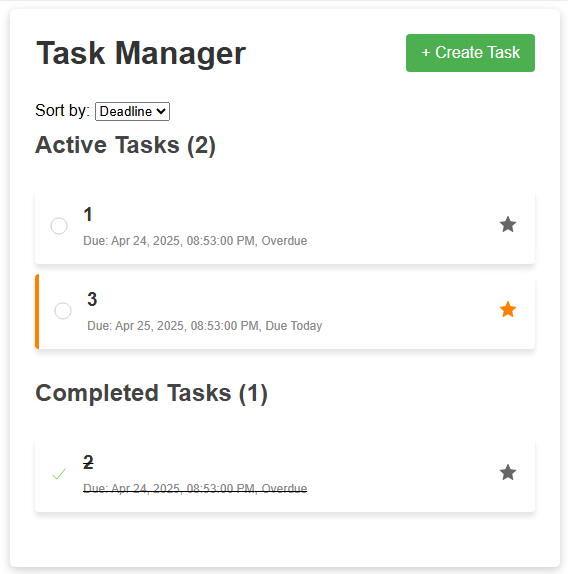 Task Manager
+ Create Task
Sort by: Deadline
Active Tasks (2)
1
Due: Apr 24, 2025, 08:53:00 PM, Overdue
3
Due: Apr 25, 2025, 08:53:00 PM, Due Today
Completed Tasks (1)
2
Due: Apr 24, 2025, 08:53:00 PM, Overdue